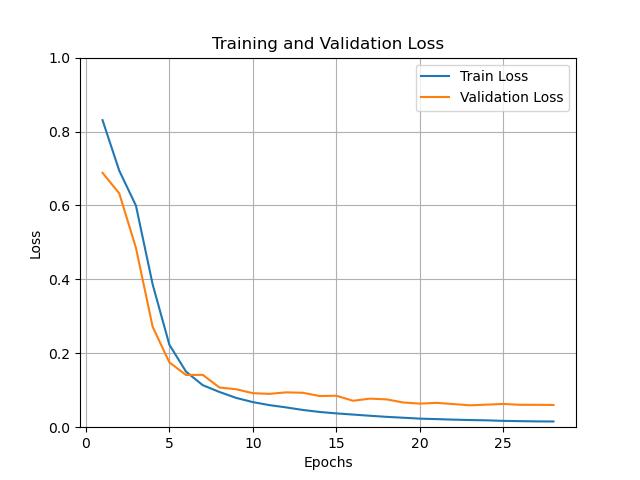 Training and Validation Loss
Train Loss
Validation Loss
Loss
1.0
0.8
0.6
0.4
0.2
0.0
0 5 10 15 20 25
Epochs